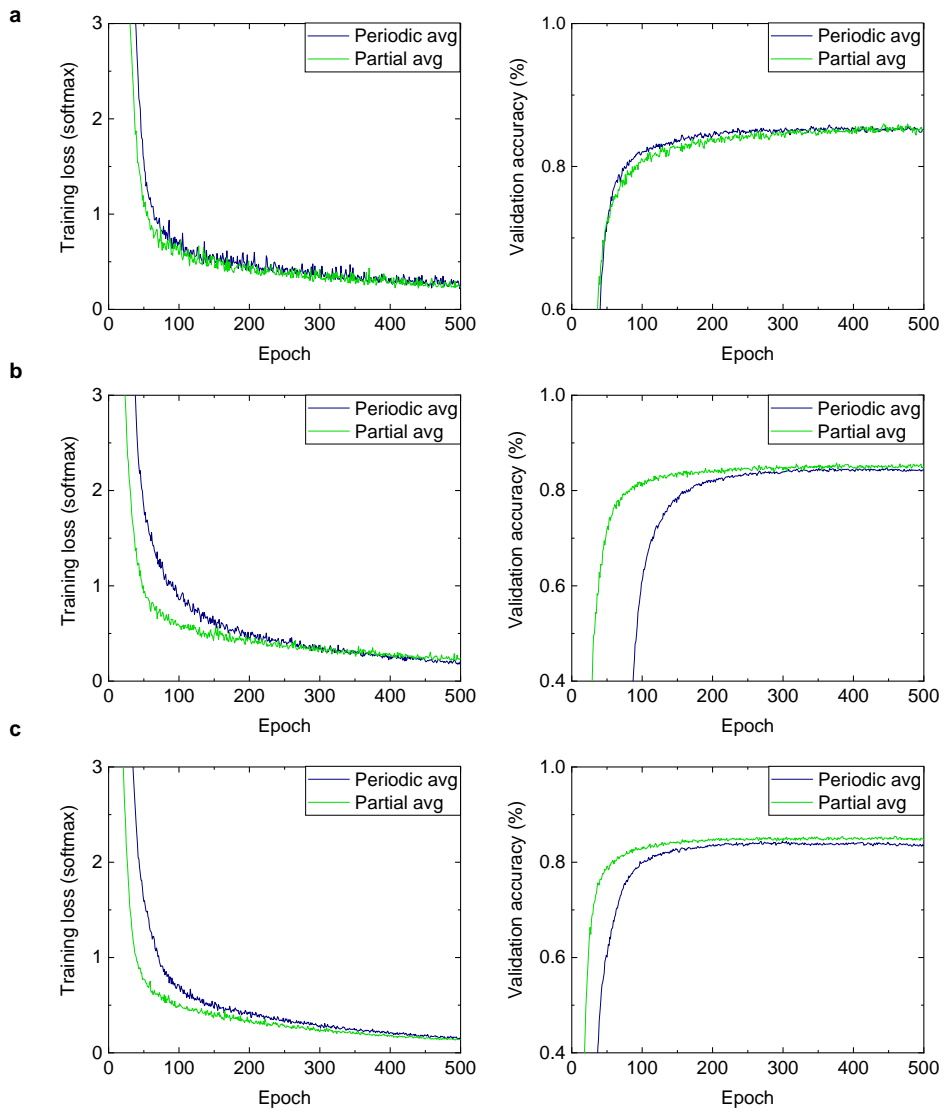 a
3
2
1
0
Training loss (softmax)
0 100 200 300 400 500
Epoch
Periodic avg
Partial avg
1.0
0.8
0.6
Validation accuracy (%)
0 100 200 300 400 500
Epoch
Periodic avg
Partial avg
b
3
2
1
0
Training loss (softmax)
0 100 200 300 400 500
Epoch
Periodic avg
Partial avg
1.0
0.8
0.6
0.4
Validation accuracy (%)
0 100 200 300 400 500
Epoch
Periodic avg
Partial avg
c
3
2
1
0
Training loss (softmax)
0 100 200 300 400 500
Epoch
Periodic avg
Partial avg
1.0
0.8
0.6
0.4
Validation accuracy (%)
0 100 200 300 400 500
Epoch
Periodic avg
Partial avg